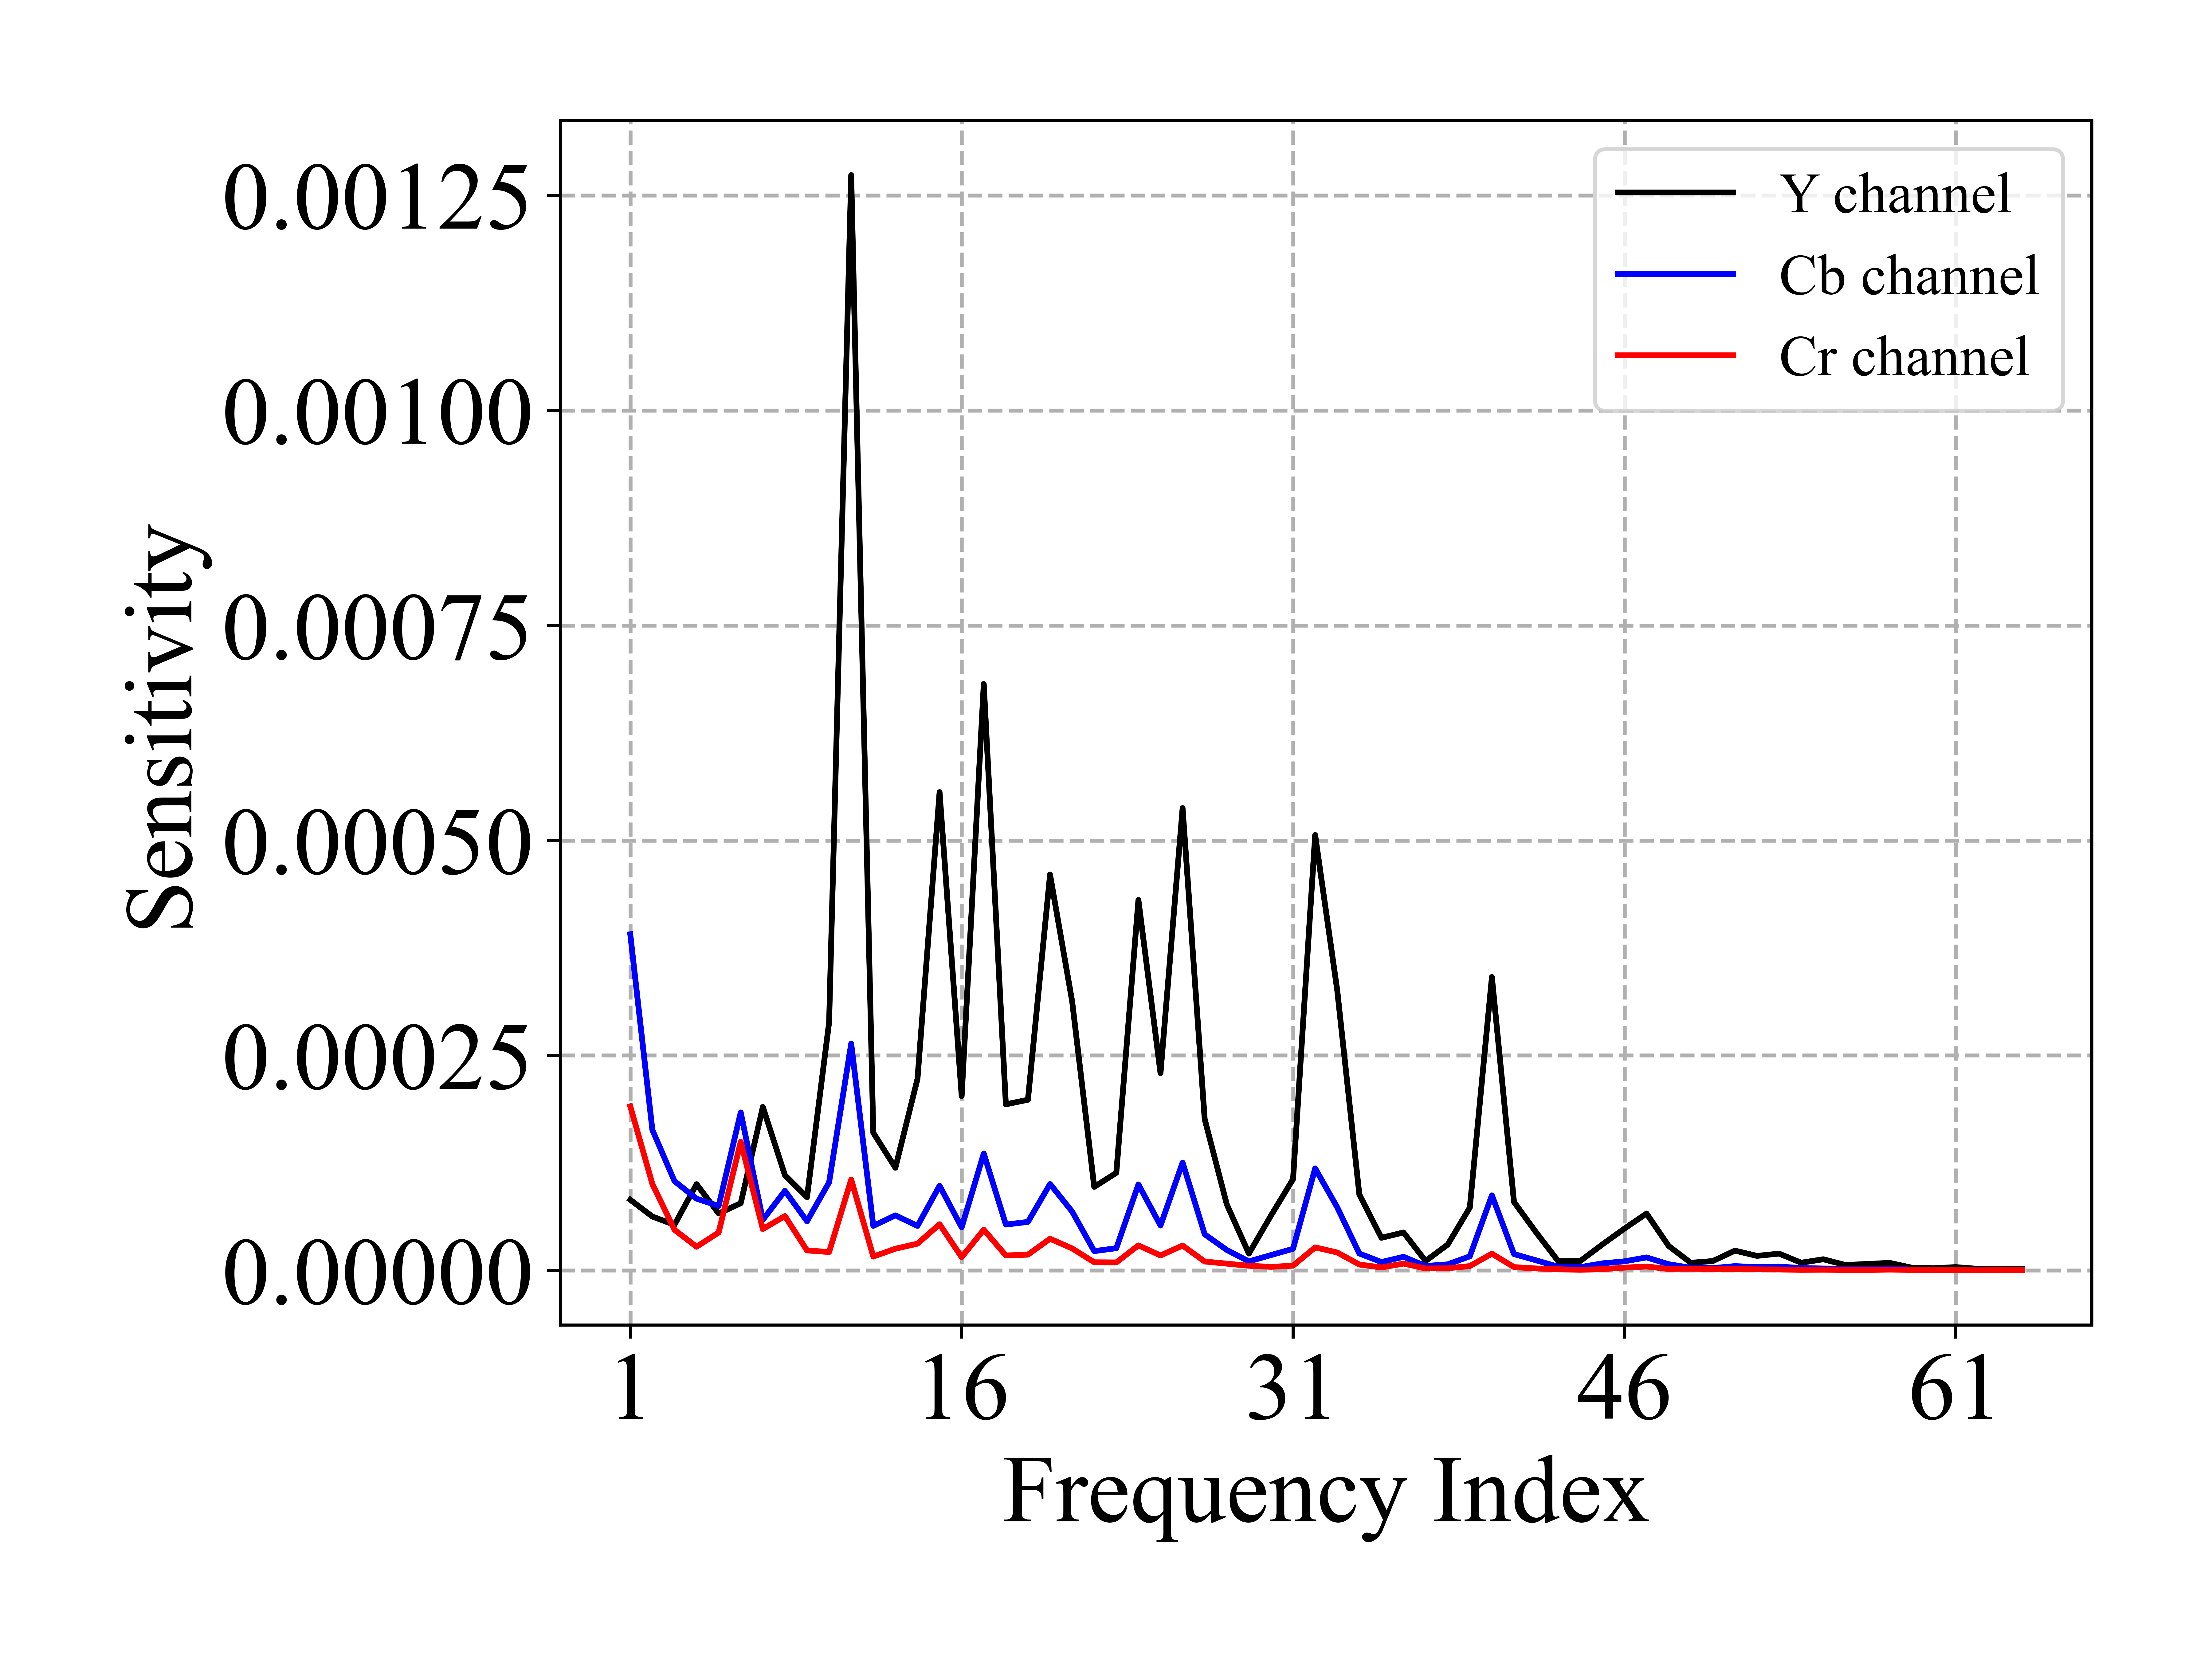 0.00125
0.00100
0.00075
0.00050
0.00025
0.00000
Sensitivity
1 16 31 46 61
Frequency Index
Y channel
Cb channel
Cr channel